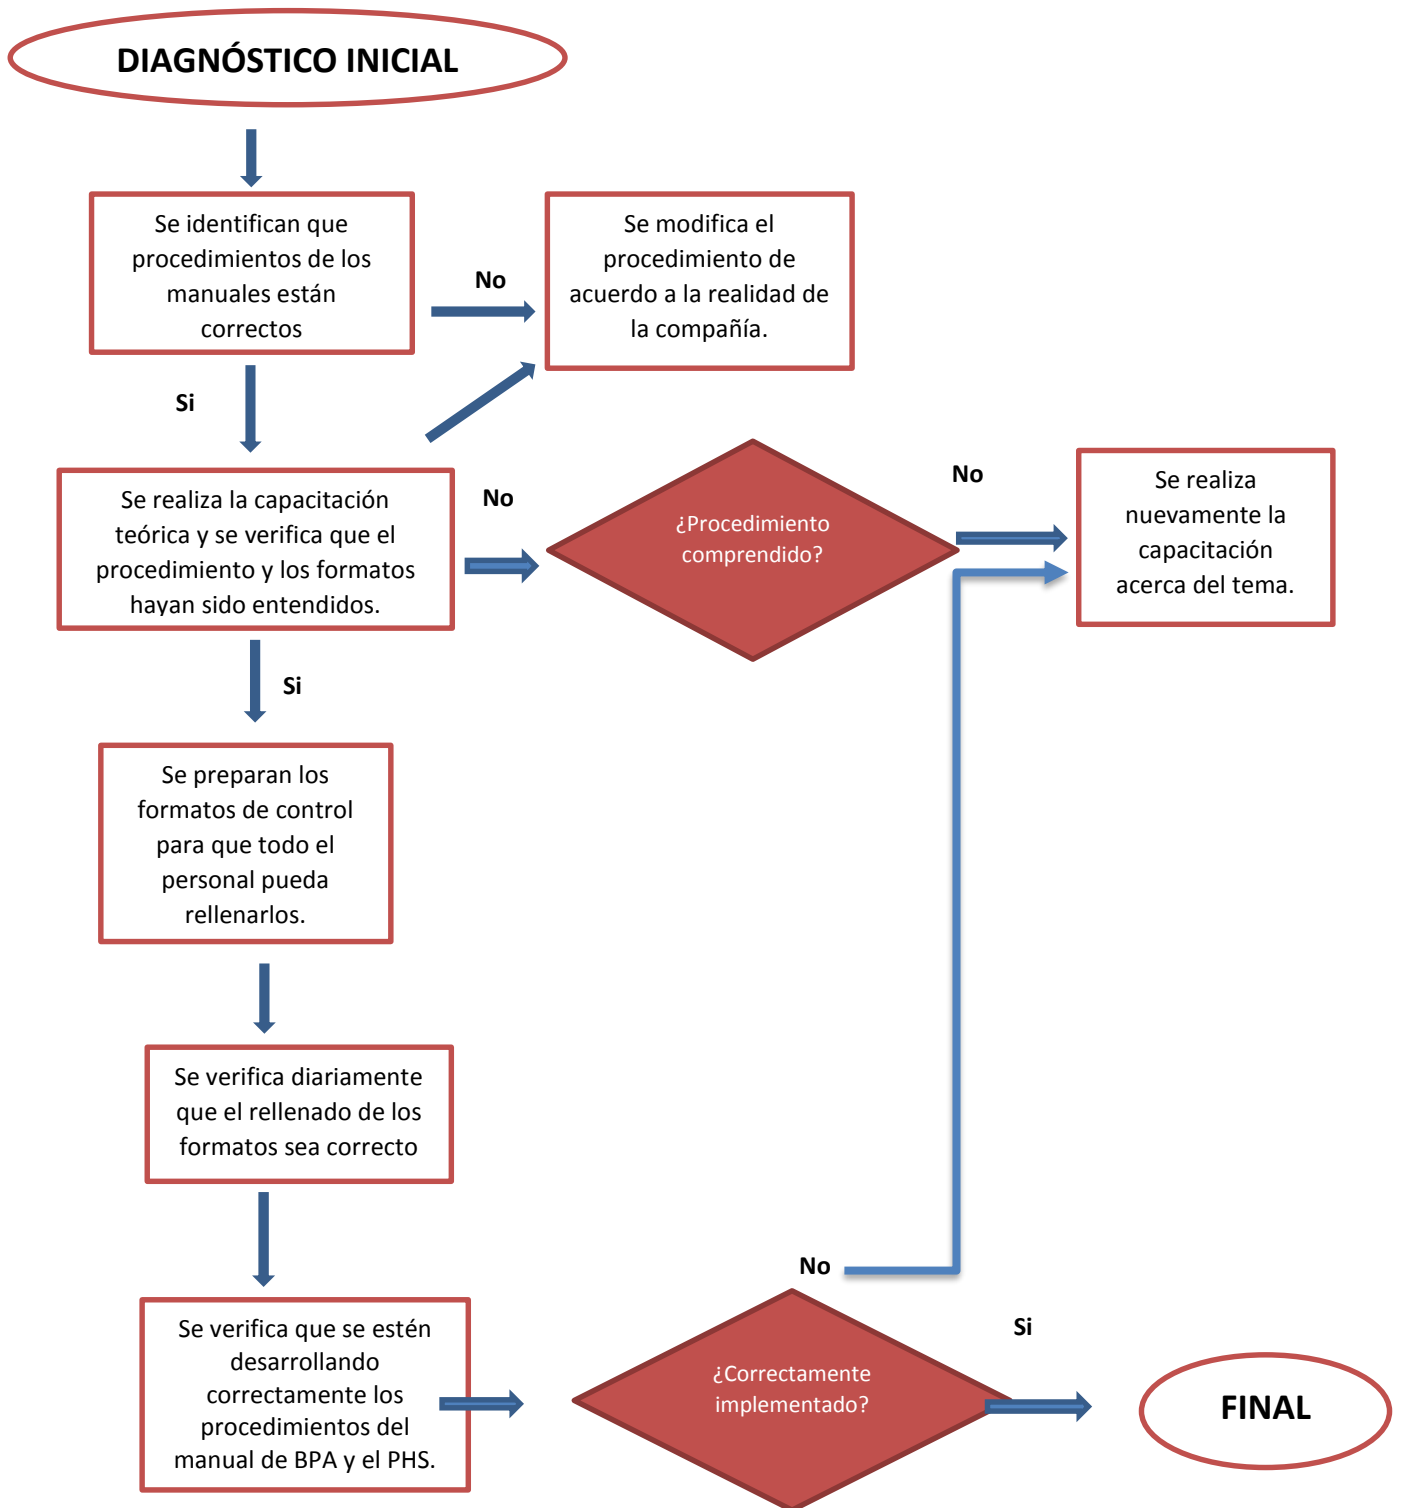 DIAGNÓSTICO INICIAL
Se identifican que
procedimientos de los
manuales están
correctos
No
Se modifica el
procedimiento de
acuerdo a la realidad de
la compañía.
Si
Se realiza la capacitación
teórica y se verifica que el
procedimiento y los formatos
hayan sido entendidos.
No
¿Procedimiento
comprendido?
No
Se realiza
nuevamente la
capacitación
acerca del tema.
Si
Se preparan los
formatos de control
para que todo el
personal pueda
rellenarlos.
Se verifica diariamente
que el rellenado de los
formatos sea correcto
Se verifica que se estén
desarrollando
correctamente los
procedimientos del
manual de BPA y el PHS.
No
¿Correctamente
implementado?
Si
FINAL